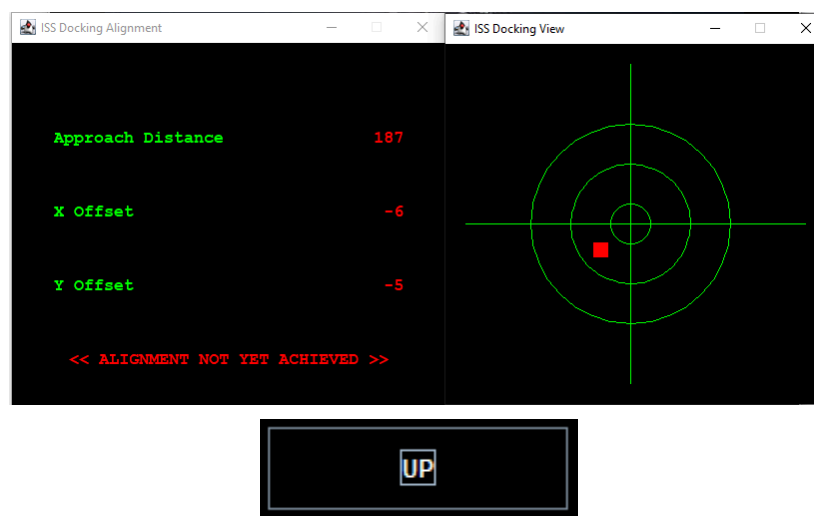 ISS Docking Alignment
ISS Docking View
Approach Distance 187
X Offset -6
Y Offset -5
<< ALIGNMENT NOT YET ACHIEVED >>
UP